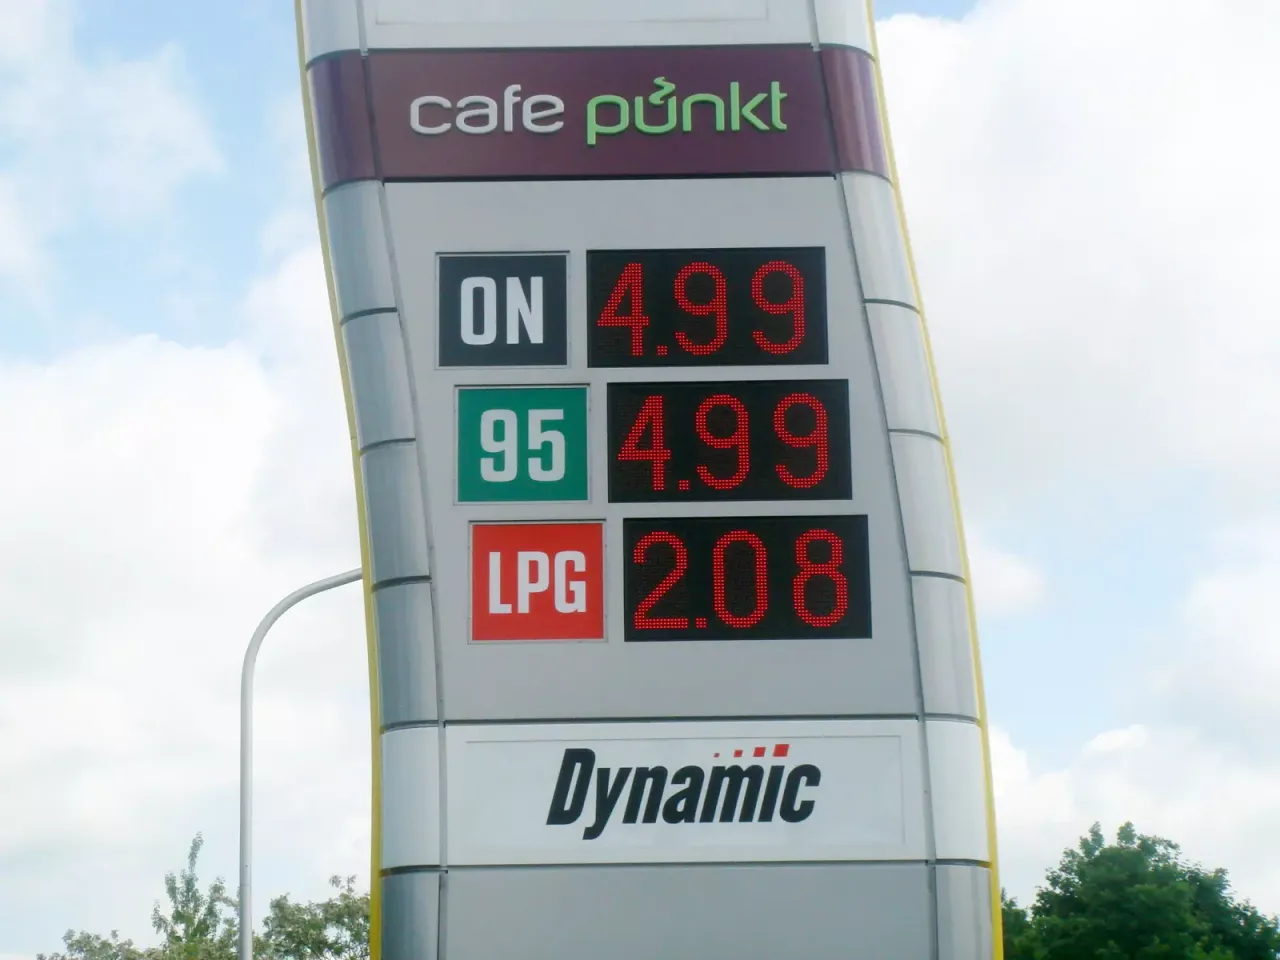 cafe punkt
ON 4.99
95 4.99
LPG 2.08
Dynamic